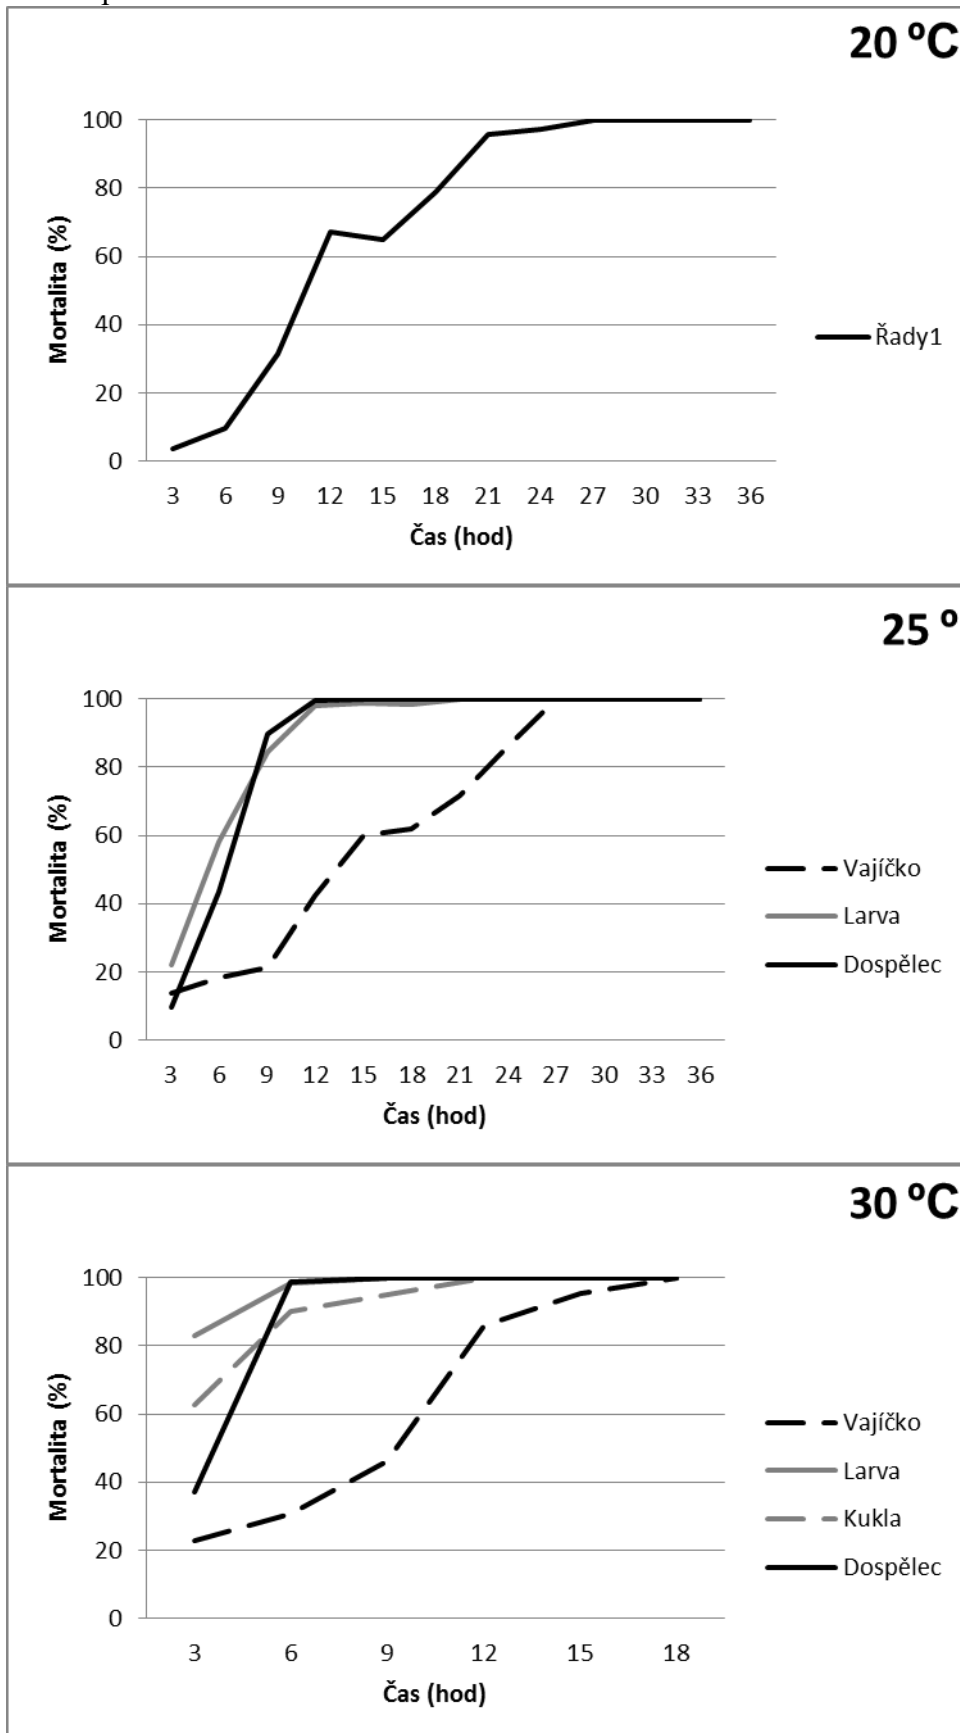 20 ºC
100
80
60
40
20
0
Mortalita (%)
3 6 9 12 15 18 21 24 27 30 33 36
Čas (hod)
Řady1
25 º
100
80
60
40
20
0
Mortalita (%)
3 6 9 12 15 18 21 24 27 30 33 36
Čas (hod)
Vajíčko
Larva
Dospělec
30 ºC
100
80
60
40
20
0
Mortalita (%)
3 6 9 12 15 18
Čas (hod)
Vajíčko
Larva
Kukla
Dospělec